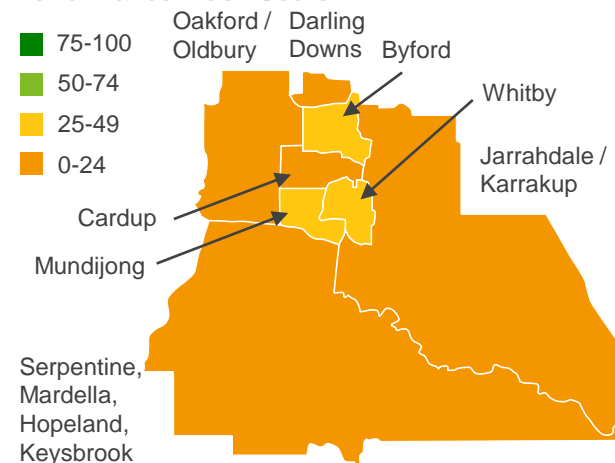 75-100
50-74
25-49
0-24
Oakford /
Oldbury
Darling
Downs
Byford
Whitby
Jarrahdale /
Karrakup
Cardup
Mundijong
Serpentine,
Mardella,
Hopeland,
Keysbrook